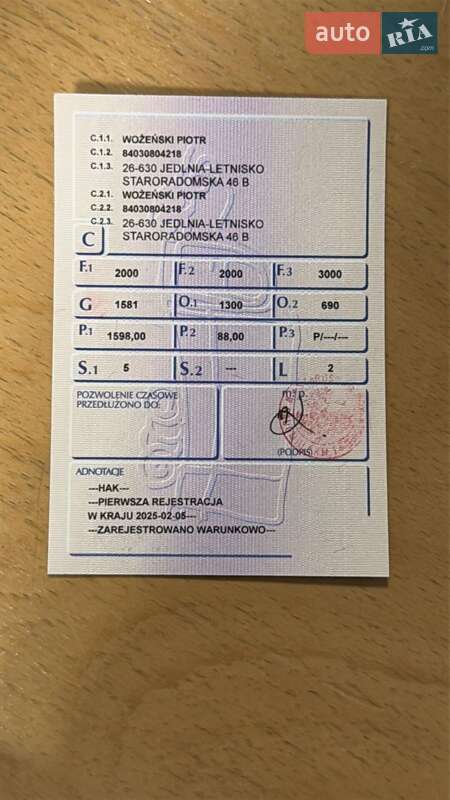 auto RIA.com
C.1.1. WOŻEŃSKI PIOTR
C.1.2. 84030804218
C.1.3. 26-630 JEDLNIA-LETNISKO
STARORADOMSKA 46 B
C.2.1. WOŻEŃSKI PIOTR
C.2.2. 84030804218
C.2.3. 26-630 JEDLNIA-LETNISKO
STARORADOMSKA 46 B
C
F.1 2000 F.2 2000 F.3 3000
G 1581 O.1 1300 O.2 690
P.1 1598,00 P.2 88,00 P.3 P/---/---
S.1 5 S.2 --- L 2
POZWOLENIE CZASOWE
PRZEDŁUŻONO DO:
m. p.
(PODPIS)
ADNOTACJE
---HAK---
---PIERWSZA REJESTRACJA
W KRAJU 2025-02-05---
---ZAREJESTROWANO WARUNKOWO---